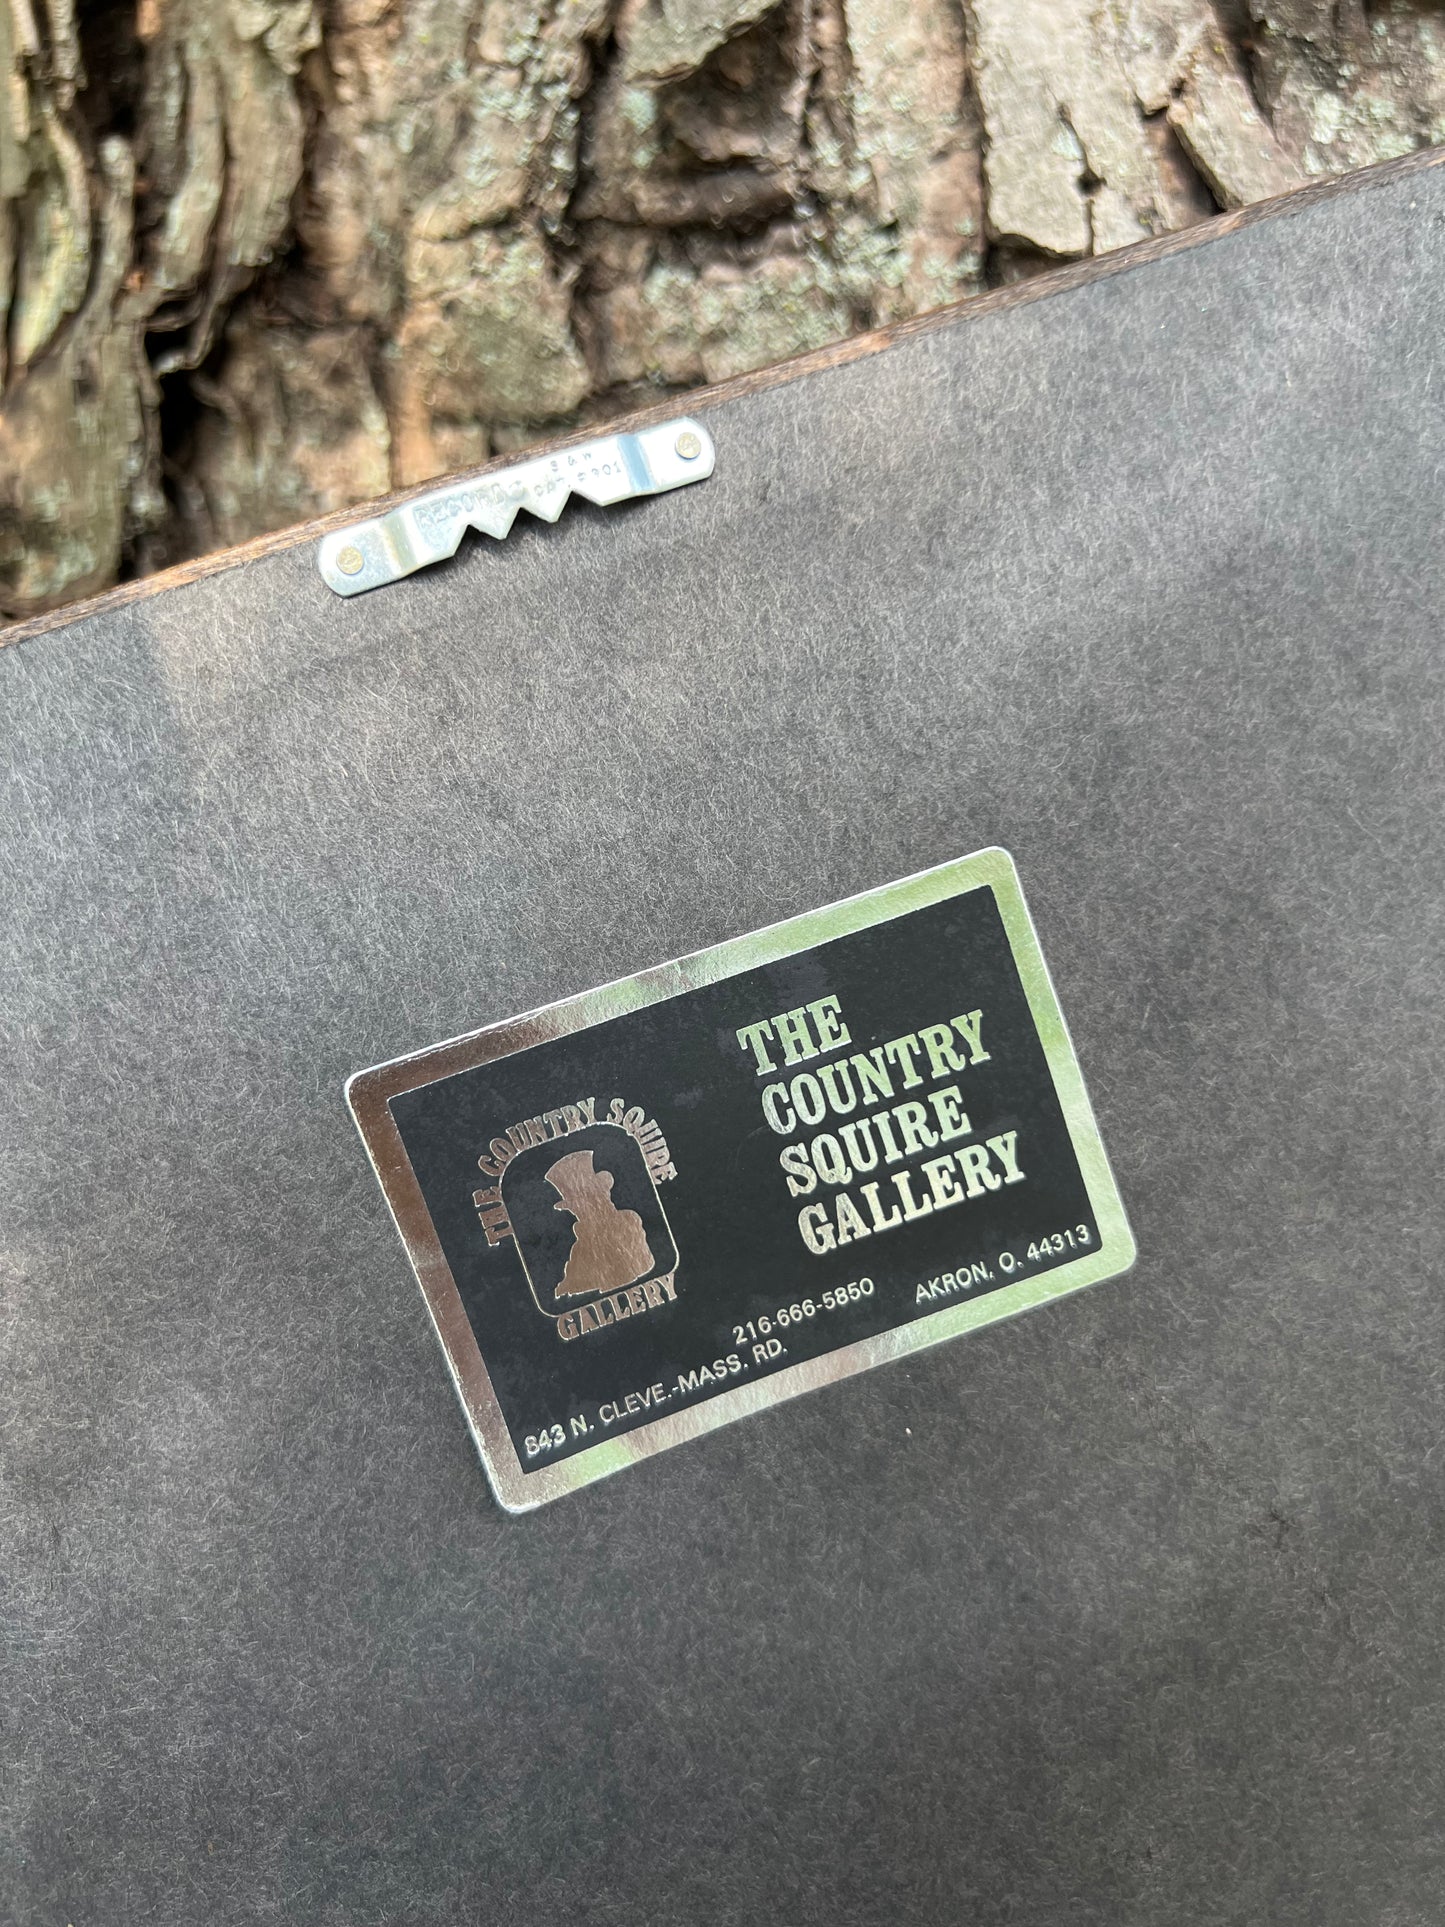 S & W
THE COUNTRY SQUIRE
GALLERY
THE
COUNTRY
SQUIRE
GALLERY
216-666-5850
AKRON, O. 44313
843 N. CLEVE.-MASS. RD.